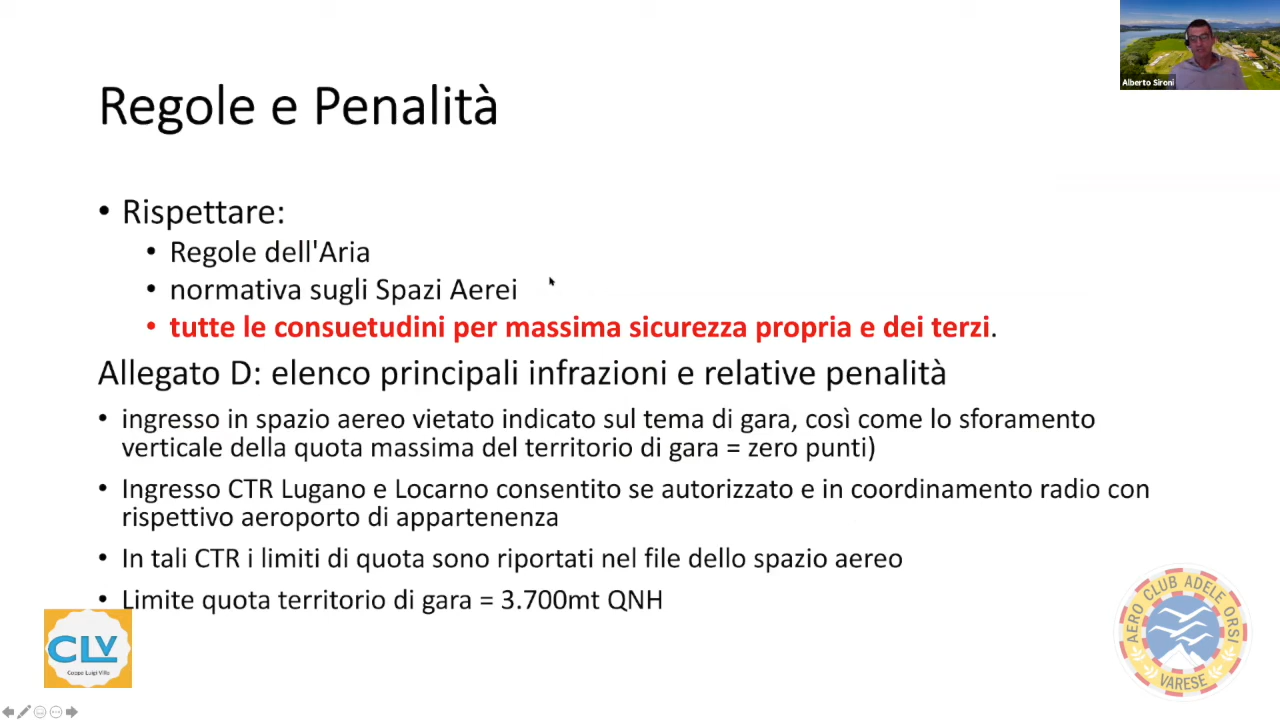 Alberto Sironi
Regole e Penalità
• Rispettare:
• Regole dell'Aria
• normativa sugli Spazi Aerei
• tutte le consuetudini per massima sicurezza propria e dei terzi.
Allegato D: elenco principali infrazioni e relative penalità
• ingresso in spazio aereo vietato indicato sul tema di gara, così come lo sforamento
verticale della quota massima del territorio di gara = zero punti)
• Ingresso CTR Lugano e Locarno consentito se autorizzato e in coordinamento radio con
rispettivo aeroporto di appartenenza
• In tali CTR i limiti di quota sono riportati nel file dello spazio aereo
• Limite quota territorio di gara = 3.700mt QNH
CLV
Coppa Luigi Villa
AERO CLUB ADELE ORSI
VARESE